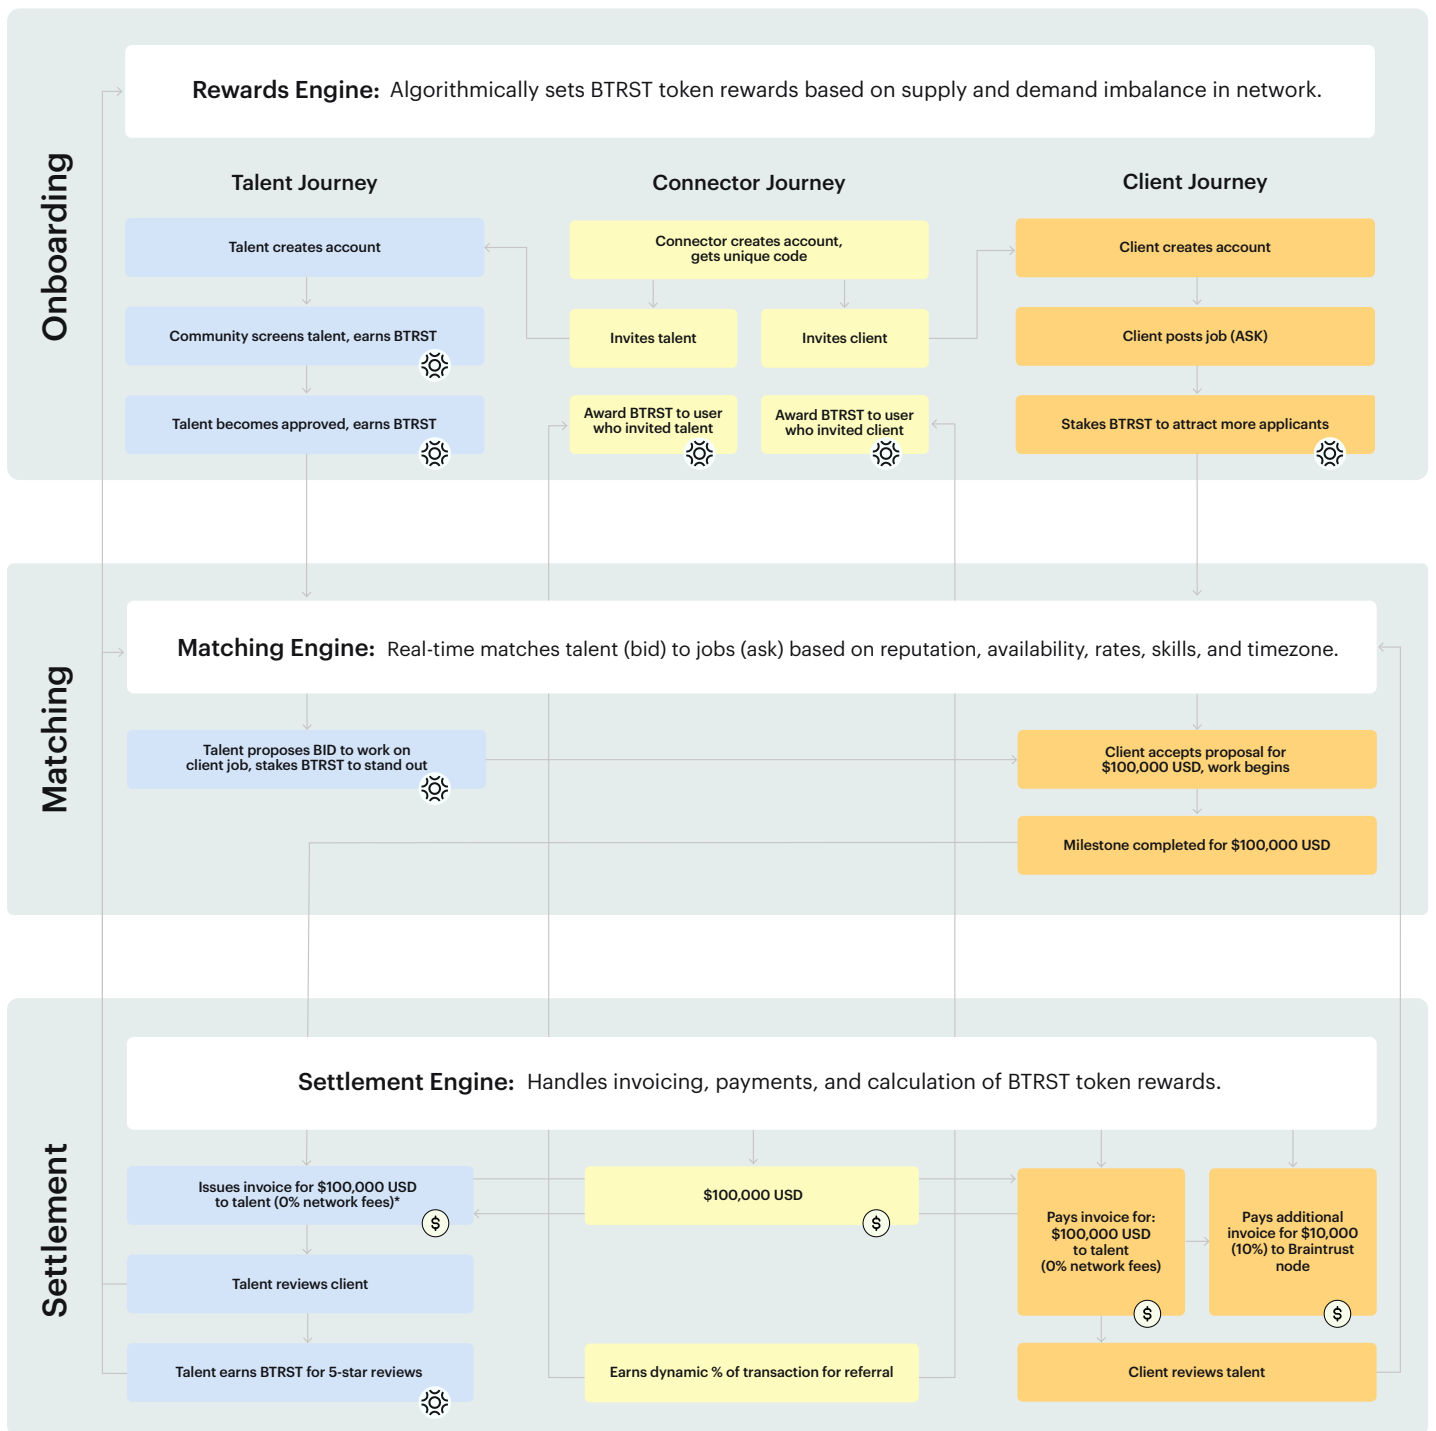 Onboarding
Rewards Engine: Algorithmically sets BTRST token rewards based on supply and demand imbalance in network.
Talent Journey
Connector Journey
Client Journey
Talent creates account
Connector creates account,
gets unique code
Client creates account
Community screens talent, earns BTRST
Invites talent
Invites client
Client posts job (ASK)
Talent becomes approved, earns BTRST
Award BTRST to user
who invited talent
Award BTRST to user
who invited client
Stakes BTRST to attract more applicants
Matching
Matching Engine: Real-time matches talent (bid) to jobs (ask) based on reputation, availability, rates, skills, and timezone.
Talent proposes BID to work on
client job, stakes BTRST to stand out
Client accepts proposal for
$100,000 USD, work begins
Milestone completed for $100,000 USD
Settlement
Settlement Engine: Handles invoicing, payments, and calculation of BTRST token rewards.
Issues invoice for $100,000 USD
to talent (0% network fees)*
$
$100,000 USD
$
Pays invoice for:
$100,000 USD
to talent
(0% network fees)
$
Pays additional
invoice for $10,000
(10%) to Braintrust
node
$
Talent reviews client
Talent earns BTRST for 5-star reviews
Earns dynamic % of transaction for referral
Client reviews talent